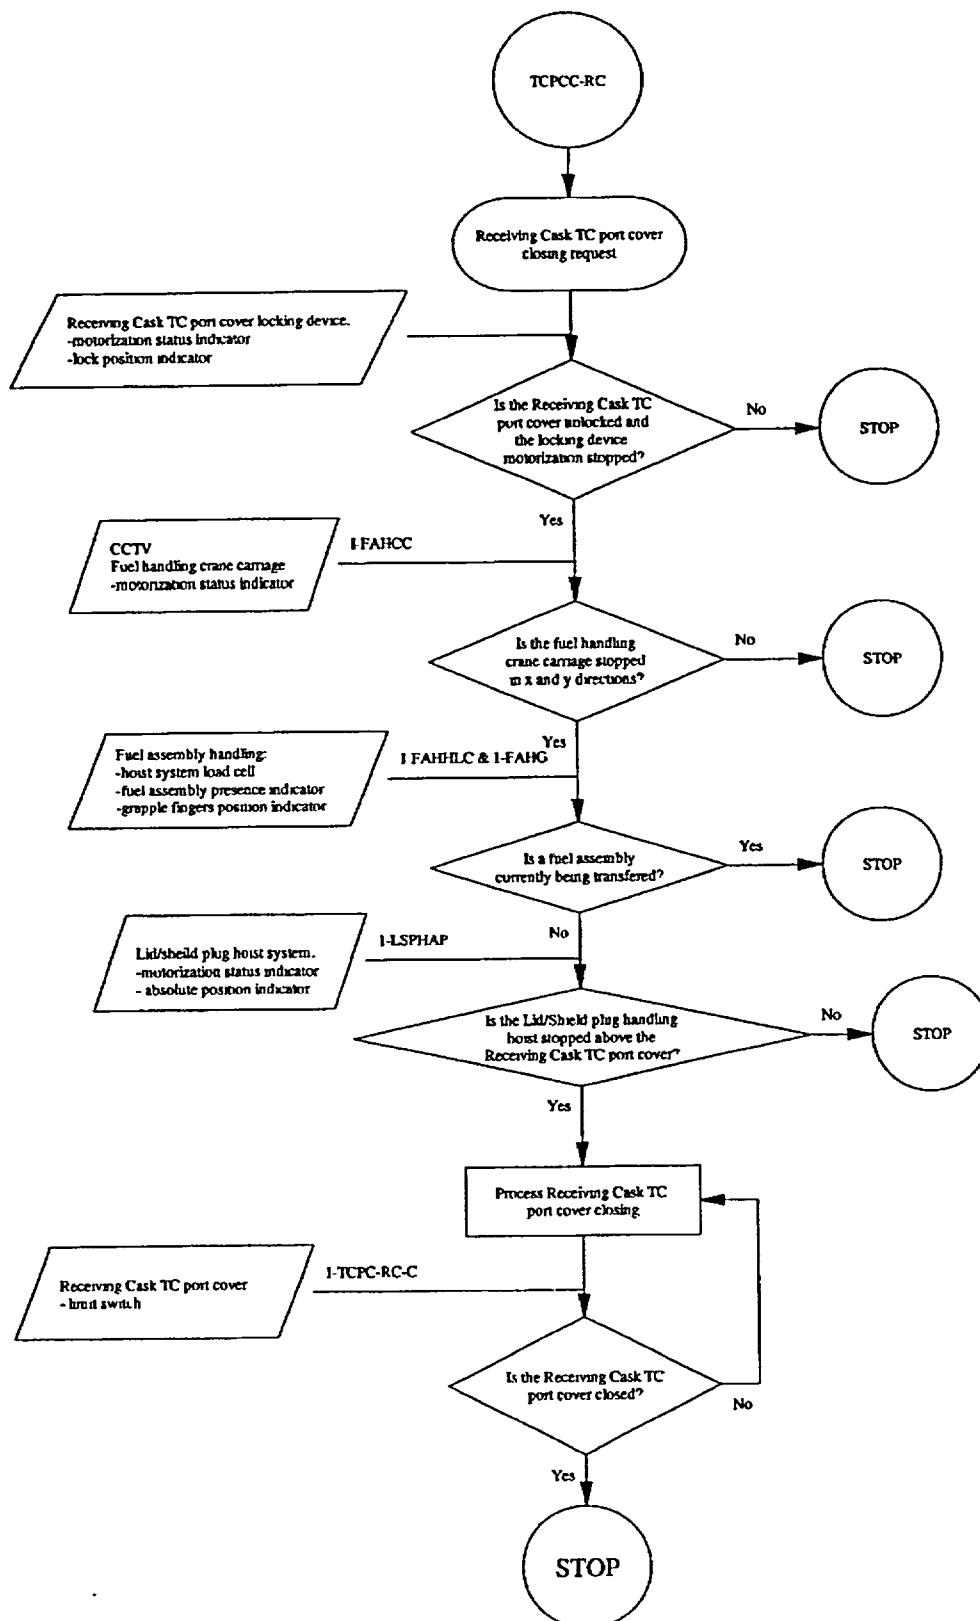 TCPCC-RC
Receiving Cask TC port cover
closing request
Receiving Cask TC port cover locking device.
-motorization status indicator
-lock position indicator
Is the Receiving Cask TC
port cover unlocked and
the locking device
motorization stopped?
No
STOP
Yes
CCTV
Fuel handling crane carriage
-motorization status indicator
I-FAHCC
Is the fuel handling
crane carriage stopped
in x and y directions?
No
STOP
Yes
Fuel assembly handling:
-hoist system load cell
-fuel assembly presence indicator
-grapple fingers position indicator
I FAHHLC & I-FAHG
Is a fuel assembly
currently being transfered?
Yes
STOP
No
Lid/sheild plug hoist system.
-motorization status indicator
- absolute position indicator
I-LSPHAP
Is the Lid/Shield plug handling
hoist stopped above the
Receiving Cask TC port cover?
No
STOP
Yes
Process Receiving Cask TC
port cover closing
Receiving Cask TC port cover
- limit switch
I-TCPC-RC-C
Is the Receiving Cask TC
port cover closed?
No
Yes
STOP